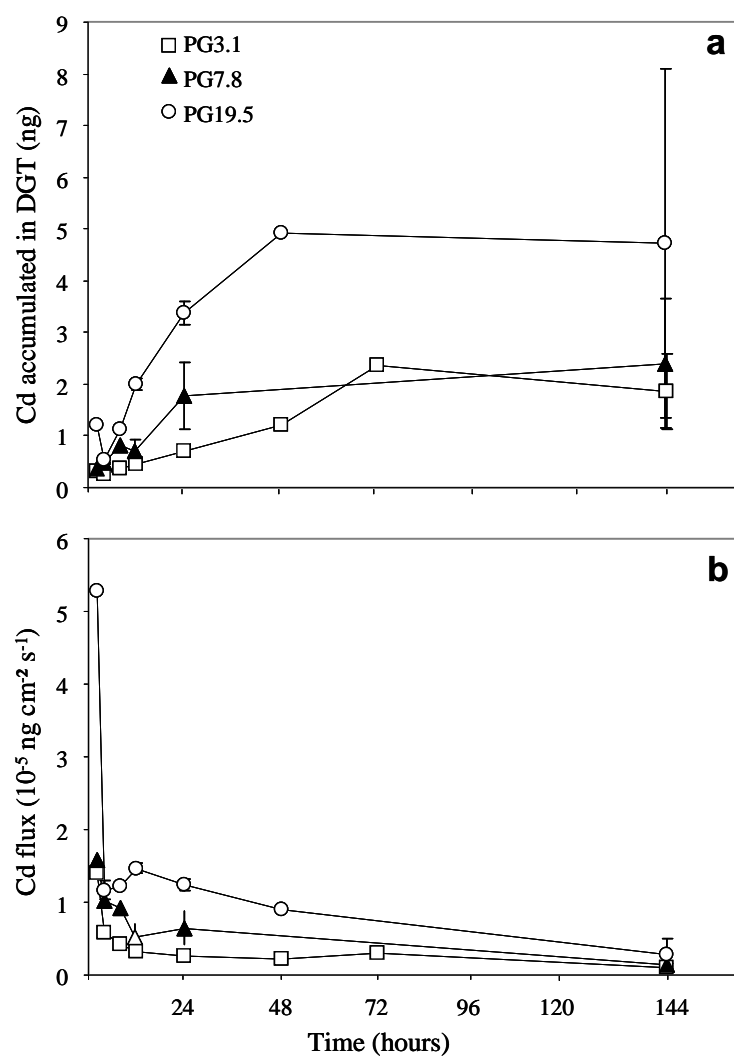 a
PG3.1
PG7.8
PG19.5
Cd accumulated in DGT (ng)
9
8
7
6
5
4
3
2
1
0
b
Cd flux (10⁻⁵ ng cm⁻² s⁻¹)
6
5
4
3
2
1
0
24 48 72 96 120 144
Time (hours)